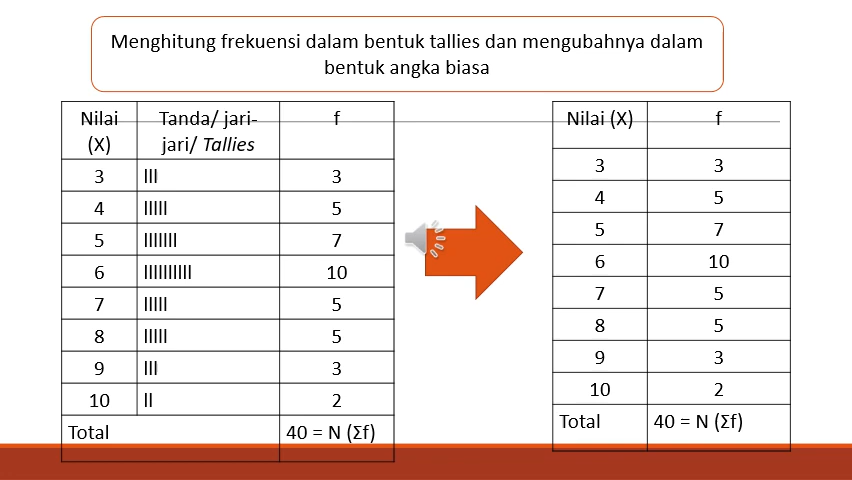 Menghitung frekuensi dalam bentuk tallies dan mengubahnya dalam
bentuk angka biasa
Nilai (X) Tanda/ jari-jari/ Tallies f
3 III 3
4 IIIII 5
5 IIIIIII 7
6 IIIIIIIIII 10
7 IIIII 5
8 IIIII 5
9 III 3
10 II 2
Total 40 = N (Σf)
Nilai (X) f
3 3
4 5
5 7
6 10
7 5
8 5
9 3
10 2
Total 40 = N (Σf)